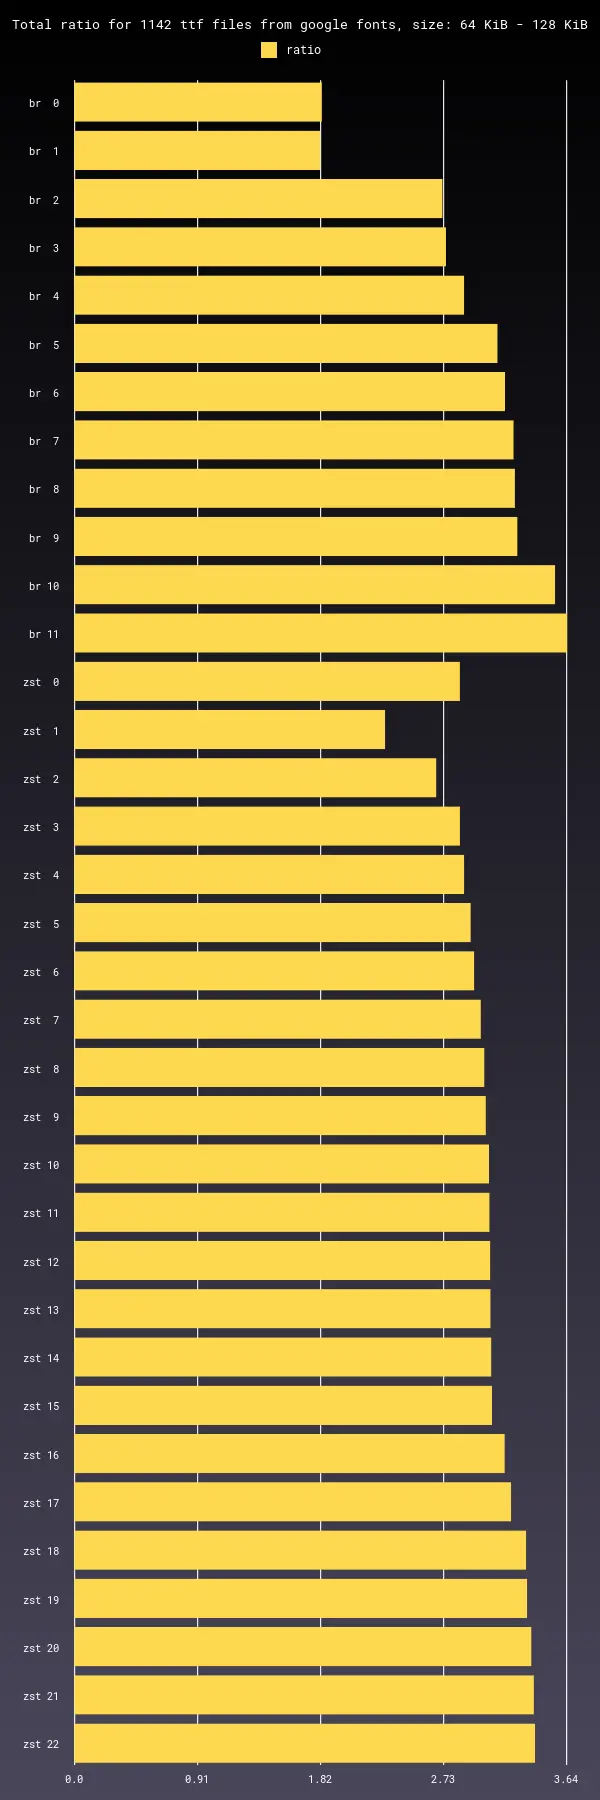 Total ratio for 1142 ttf files from google fonts, size: 64 KiB - 128 KiB
ratio
br 0
br 1
br 2
br 3
br 4
br 5
br 6
br 7
br 8
br 9
br 10
br 11
zst 0
zst 1
zst 2
zst 3
zst 4
zst 5
zst 6
zst 7
zst 8
zst 9
zst 10
zst 11
zst 12
zst 13
zst 14
zst 15
zst 16
zst 17
zst 18
zst 19
zst 20
zst 21
zst 22
0.0 0.91 1.82 2.73 3.64